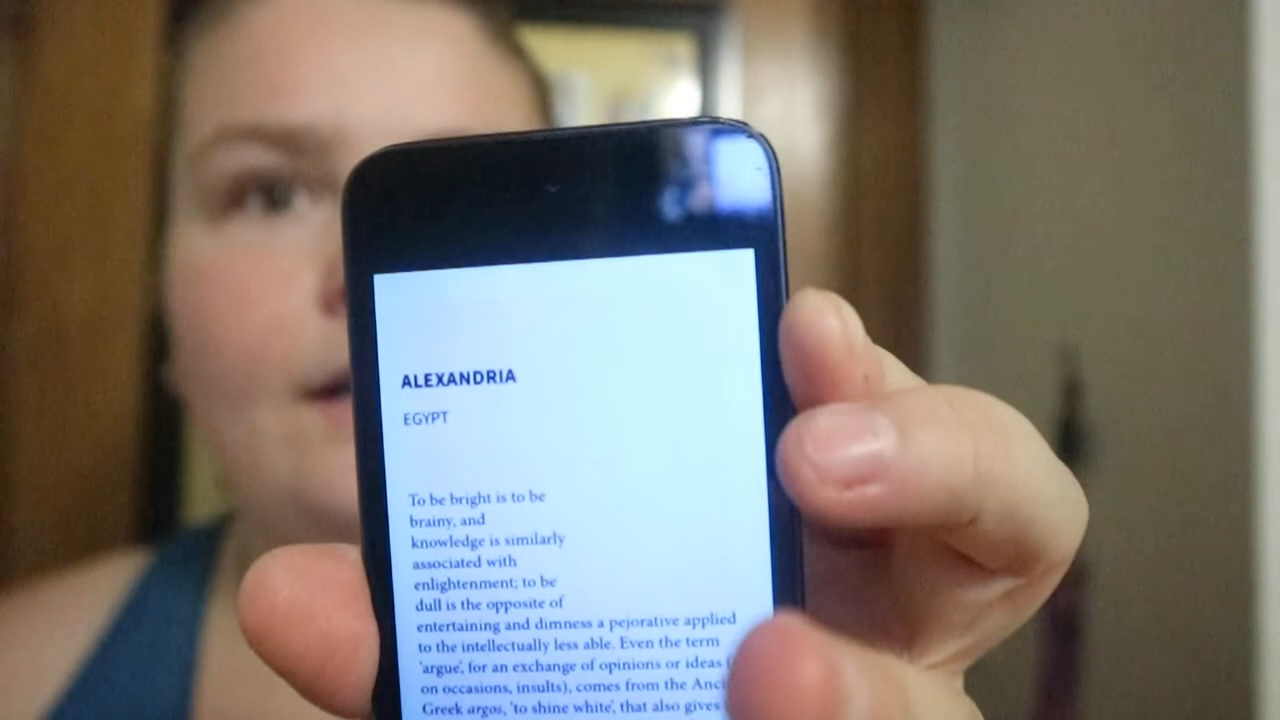 ALEXANDRIA
EGYPT
To be bright is to be
brainy, and
knowledge is similarly
associated with
enlightenment; to be
dull is the opposite of
entertaining and dimness a pejorative applied
to the intellectually less able. Even the term
'argue', for an exchange of opinions or ideas
on occasions, insults), comes from the
Greek argos, 'to shine white', that also gives